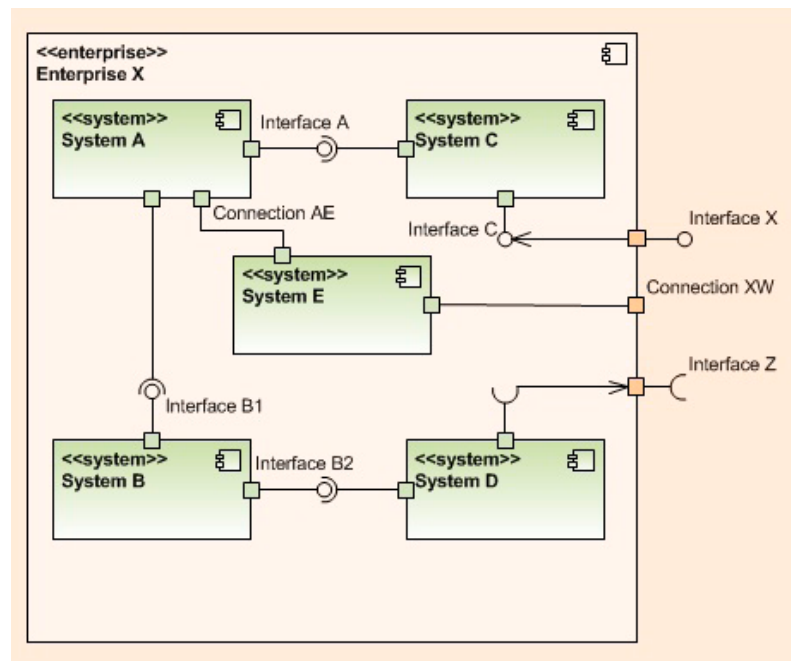 <<enterprise>>
Enterprise X
<<system>>
System A
Interface A
<<system>>
System C
Connection AE
Interface C
Interface X
<<system>>
System E
Connection XW
Interface Z
Interface B1
<<system>>
System B
Interface B2
<<system>>
System D